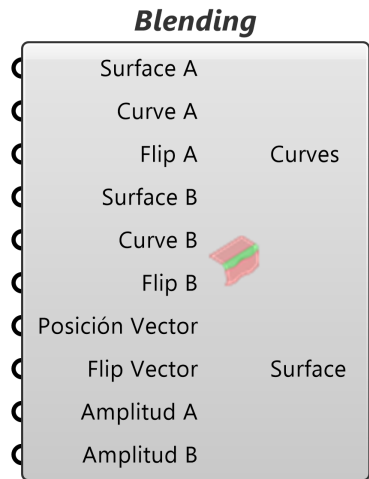 Blending
Surface A
Curve A
Flip A
Curves
Surface B
Curve B
Flip B
Posición Vector
Flip Vector
Surface
Amplitud A
Amplitud B